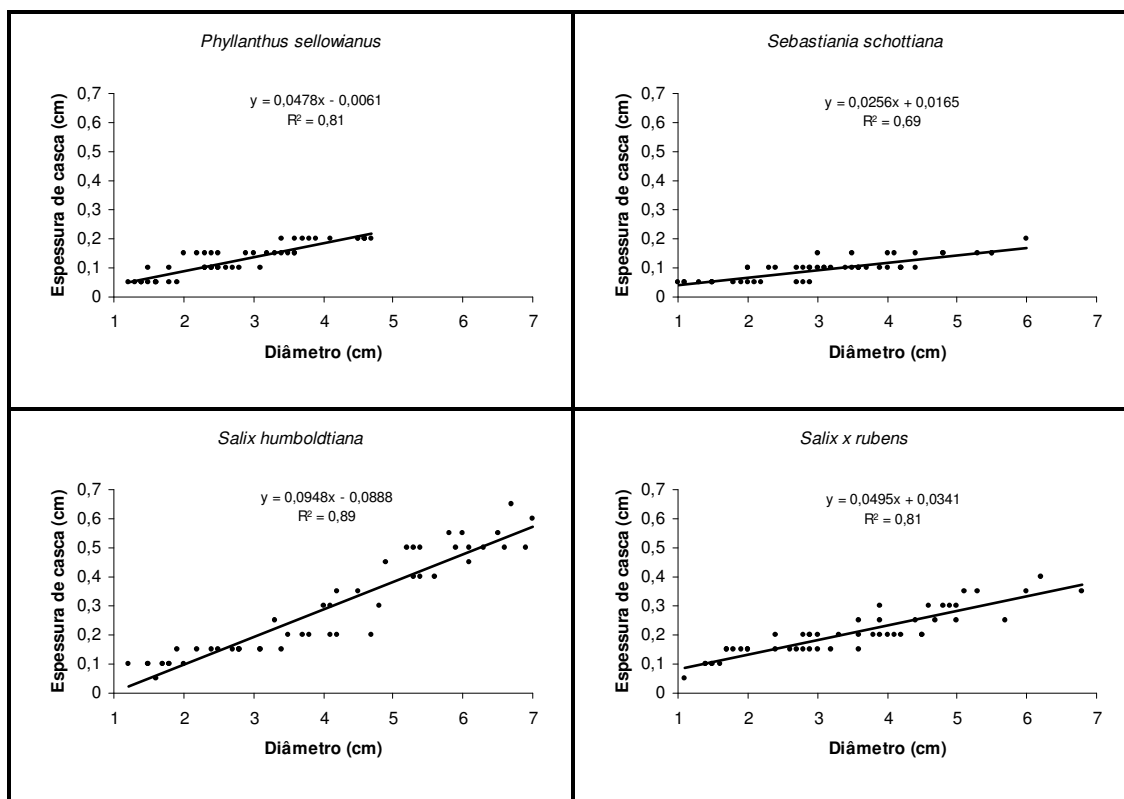 Phyllanthus sellowianus
y = 0,0478x - 0,0061
R² = 0,81
Espessura de casca (cm)
0,7
0,6
0,5
0,4
0,3
0,2
0,1
0
1 2 3 4 5 6 7
Diâmetro (cm)
Sebastiania schottiana
y = 0,0256x + 0,0165
R² = 0,69
Espessura de casca (cm)
0,7
0,6
0,5
0,4
0,3
0,2
0,1
0
1 2 3 4 5 6 7
Diâmetro (cm)
Salix humboldtiana
y = 0,0948x - 0,0888
R² = 0,89
Espessura de casca (cm)
0,7
0,6
0,5
0,4
0,3
0,2
0,1
0
1 2 3 4 5 6 7
Diâmetro (cm)
Salix x rubens
y = 0,0495x + 0,0341
R² = 0,81
Espessura de casca (cm)
0,7
0,6
0,5
0,4
0,3
0,2
0,1
0
1 2 3 4 5 6 7
Diâmetro (cm)